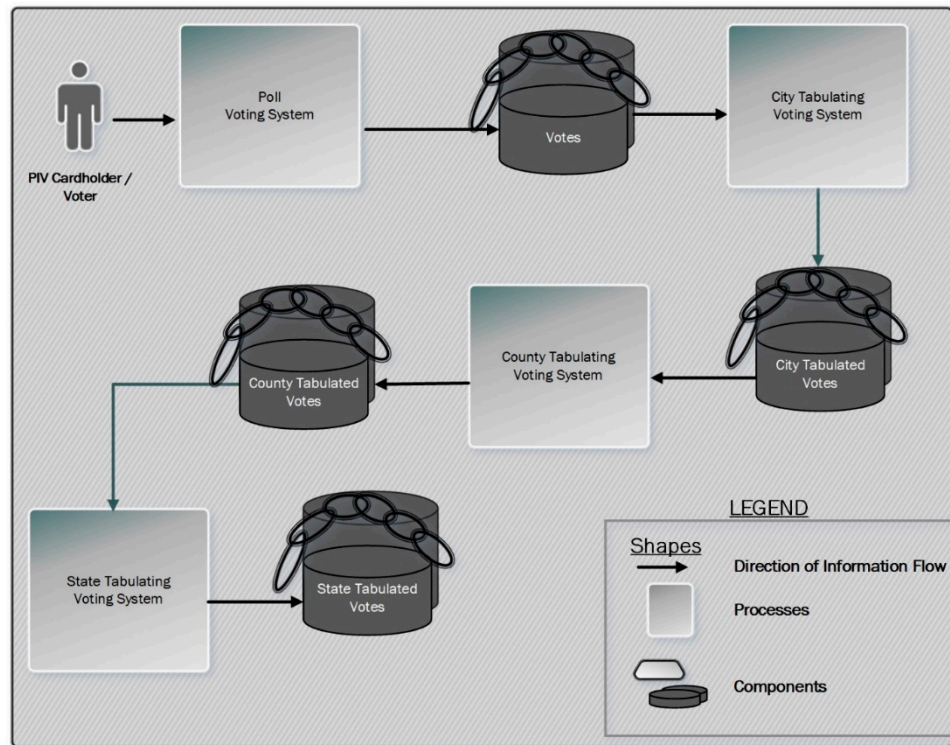 Poll
Voting System
Votes
City Tabulating
Voting System
PIV Cardholder /
Voter
County Tabulated
Votes
County Tabulating
Voting System
City Tabulated
Votes
State Tabulating
Voting System
State Tabulated
Votes
LEGEND
Shapes
Direction of Information Flow
Processes
Components